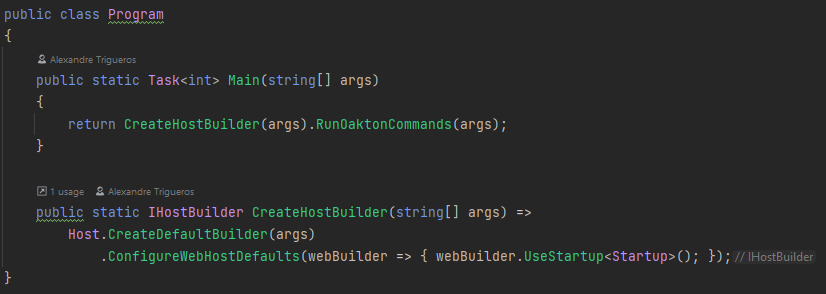 public class Program
{
Alexandre Trigueros
public static Task<int> Main(string[] args)
{
return CreateHostBuilder(args).RunOaktonCommands(args);
}
1 usage Alexandre Trigueros
public static IHostBuilder CreateHostBuilder(string[] args) =>
Host.CreateDefaultBuilder(args)
.ConfigureWebHostDefaults(webBuilder => { webBuilder.UseStartup<Startup>(); }); // IHostBuilder
}